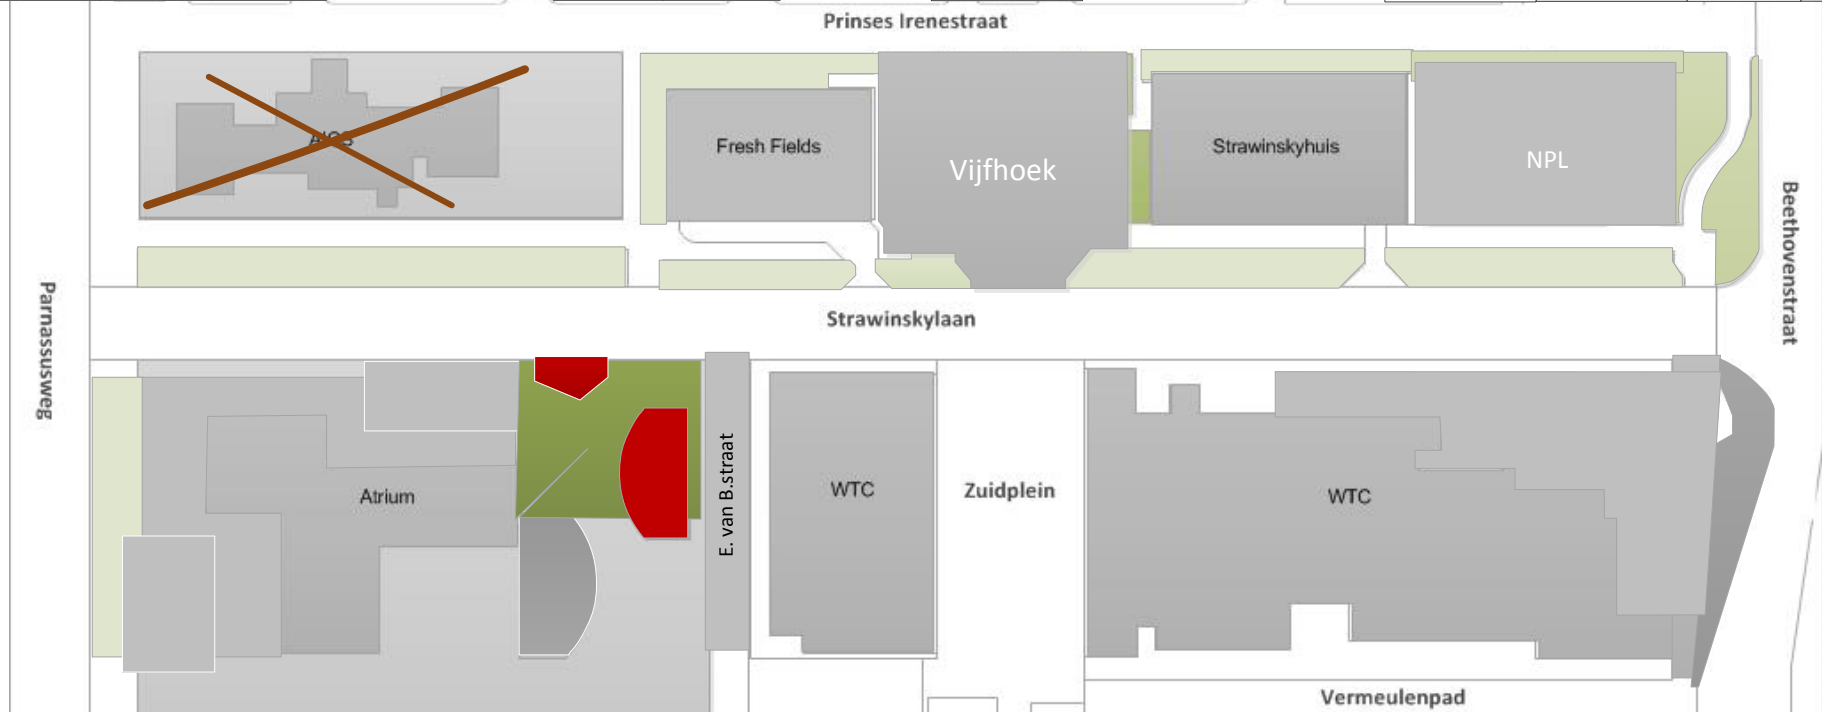 Prinses Irenestraat
Fresh Fields
Vijfhoek
Strawinskyhuis
NPL
Beethovenstraat
Parnassusweg
Strawinskylaan
Atrium
E. van B.straat
WTC
Zuidplein
WTC
Vermeulenpad